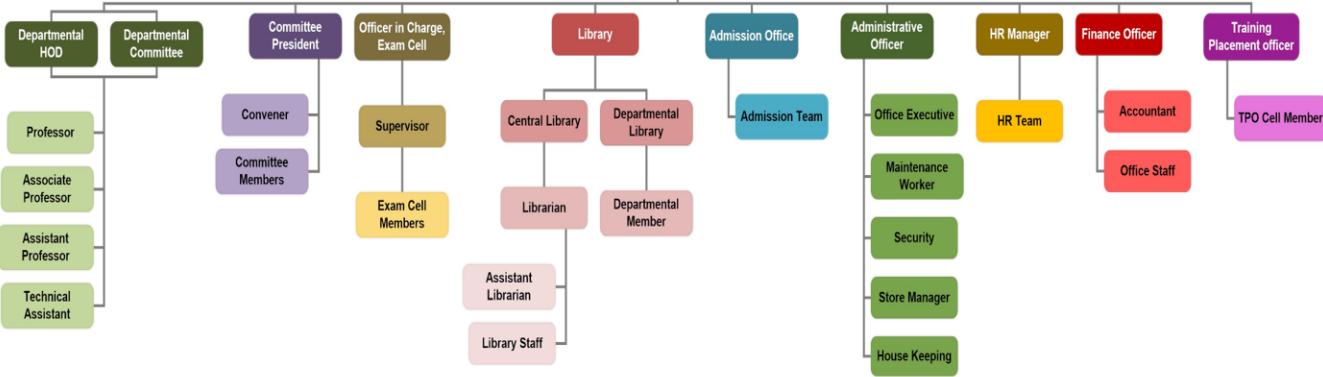 Departmental
HOD
Departmental
Committee
Committee
President
Officer in Charge,
Exam Cell
Library
Admission Office
Administrative
Officer
HR Manager
Finance Officer
Training
Placement officer
Professor
Associate
Professor
Assistant
Professor
Technical
Assistant
Convener
Committee
Members
Supervisor
Exam Cell
Members
Central Library
Departmental
Library
Librarian
Departmental
Member
Assistant
Librarian
Library Staff
Admission Team
Office Executive
Maintenance
Worker
Security
Store Manager
House Keeping
HR Team
Accountant
Office Staff
TPO Cell Member